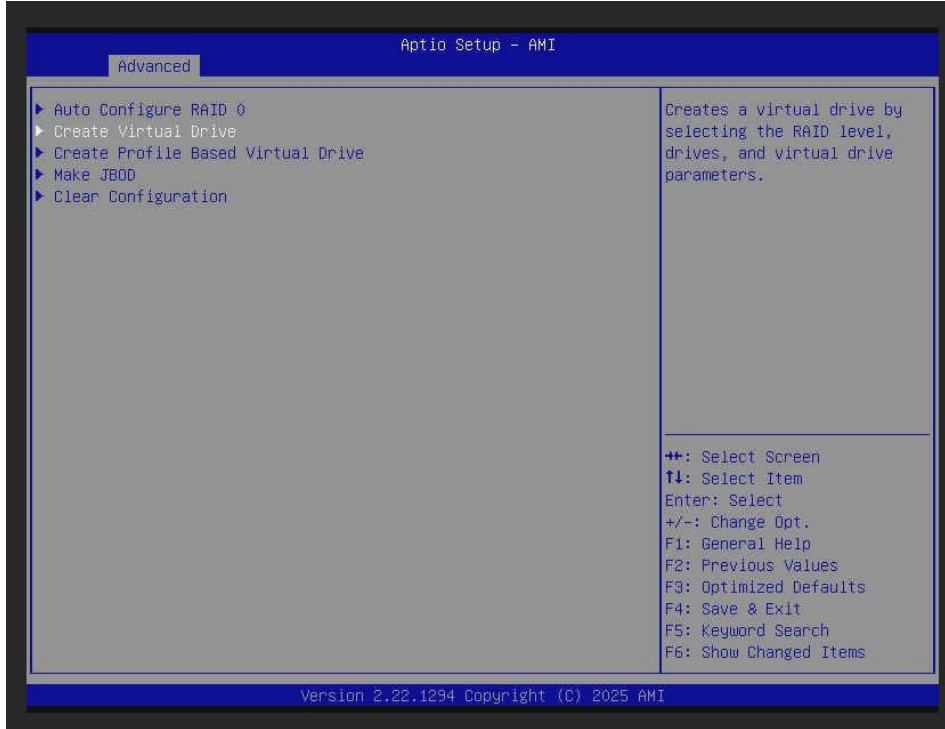 Aptio Setup - AMI
Advanced
Auto Configure RAID 0
Create Virtual Drive
Create Profile Based Virtual Drive
Make JBOD
Clear Configuration
Creates a virtual drive by
selecting the RAID level,
drives, and virtual drive
parameters.
→←: Select Screen
↑↓: Select Item
Enter: Select
+/-: Change Opt.
F1: General Help
F2: Previous Values
F3: Optimized Defaults
F4: Save & Exit
F5: Keyword Search
F6: Show Changed Items
Version 2.22.1294 Copyright (C) 2025 AMI